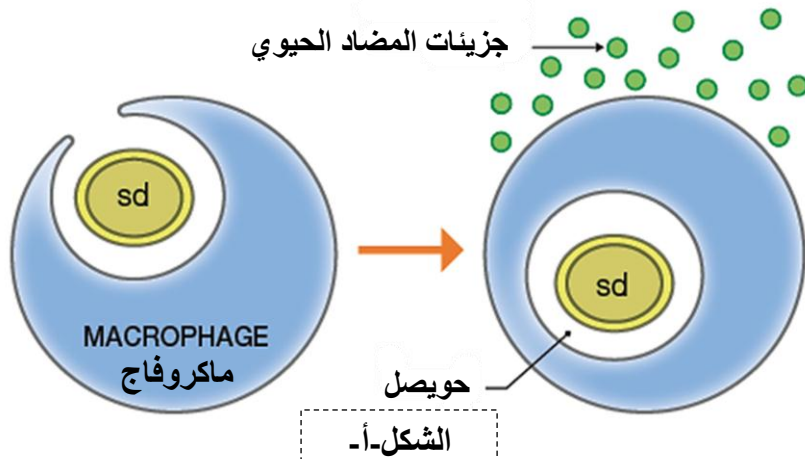 جزيئات المضاد الحيوي
sd
sd
MACROPHAGE
ماكروفاج
حويصل
الشكل-أ-